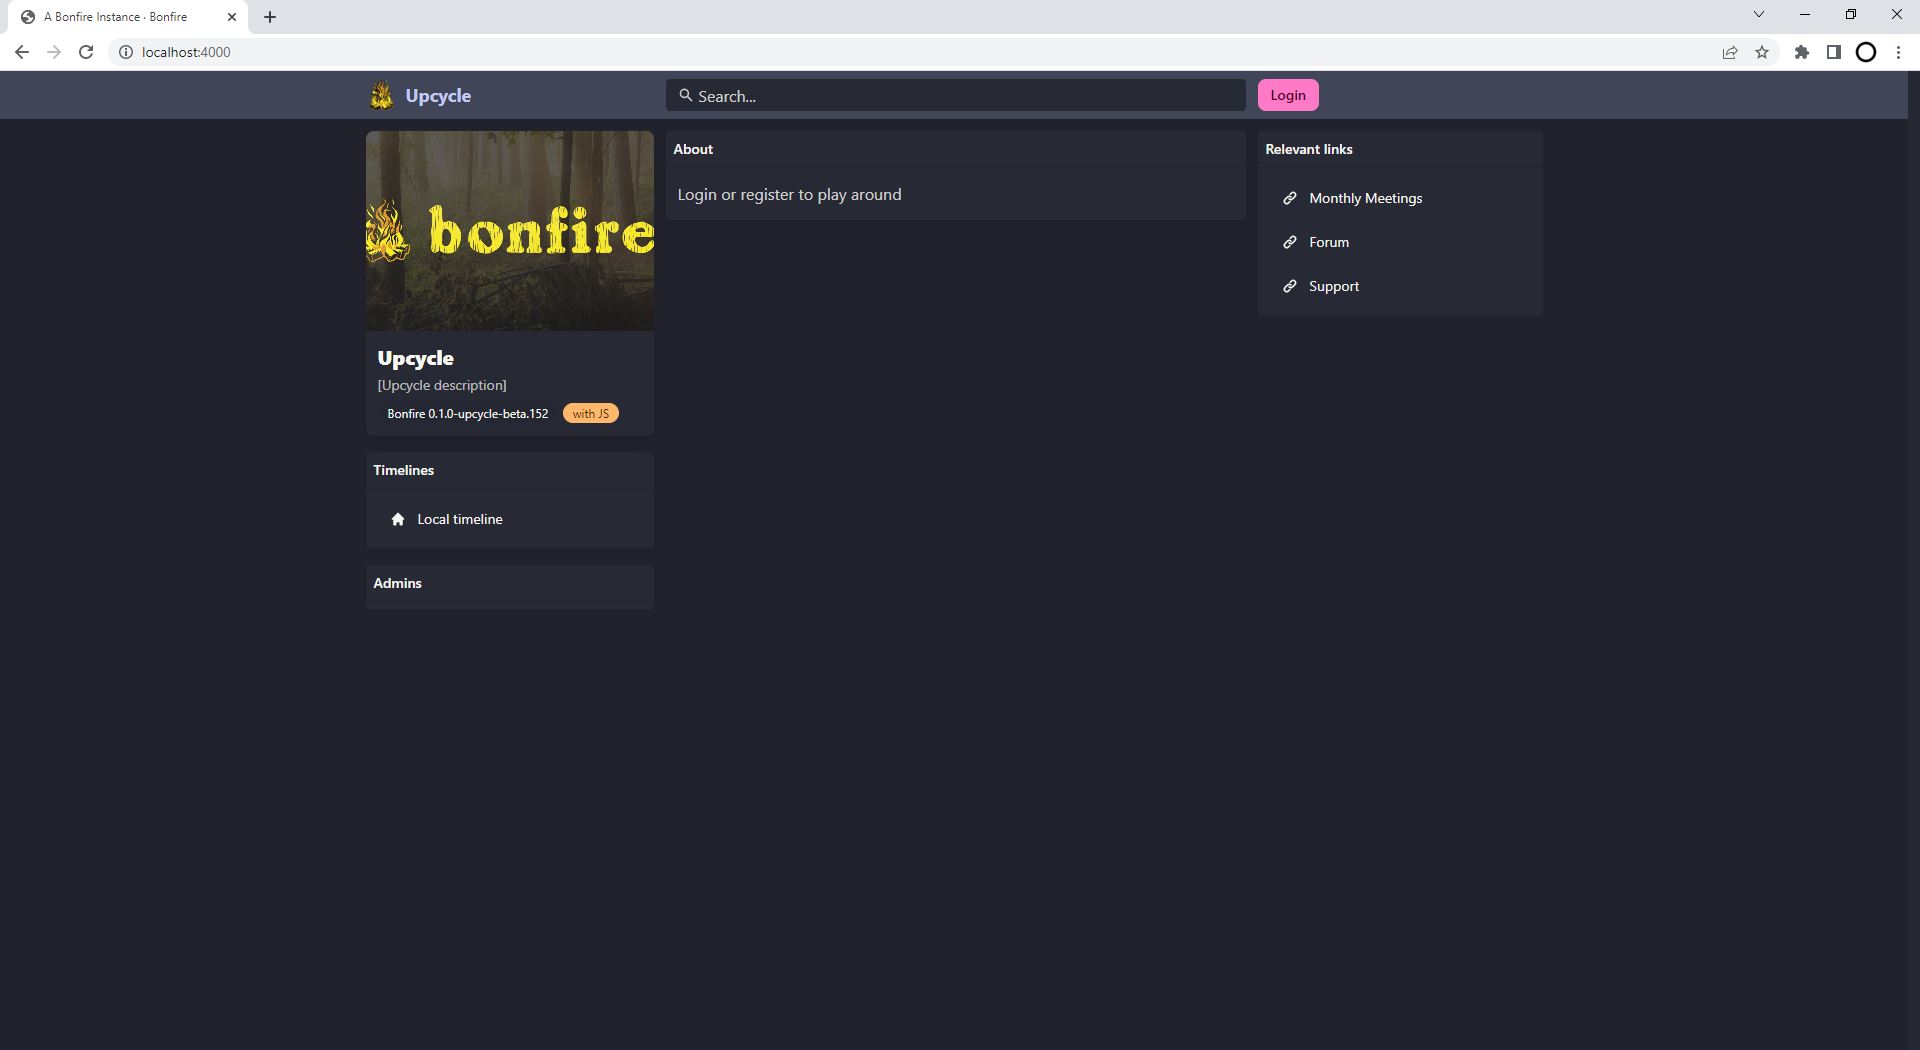 A Bonfire Instance · Bonfire
localhost:4000
Upcycle
Search...
Login
bonfire
Upcycle
[Upcycle description]
Bonfire 0.1.0-upcycle-beta.152
with JS
Timelines
Local timeline
Admins
About
Login or register to play around
Relevant links
Monthly Meetings
Forum
Support